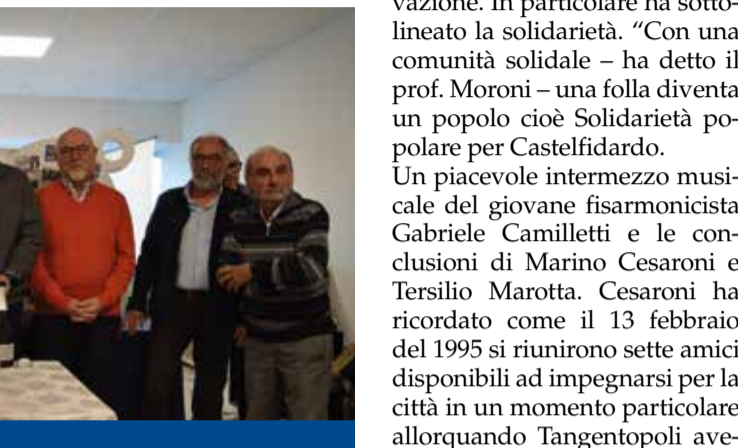 vazione. In particolare ha sotto-
lineato la solidarietà. “Con una
comunità solidale – ha detto il
prof. Moroni – una folla diventa
un popolo cioè Solidarietà po-
polare per Castelfidardo.
Un piacevole intermezzo musi-
cale del giovane fisarmonicista
Gabriele Camilletti e le con-
clusioni di Marino Cesaroni e
Tersilio Marotta. Cesaroni ha
ricordato come il 13 febbraio
del 1995 si riunirono sette amici
disponibili ad impegnarsi per la
città in un momento particolare
allorquando Tangentopoli ave-